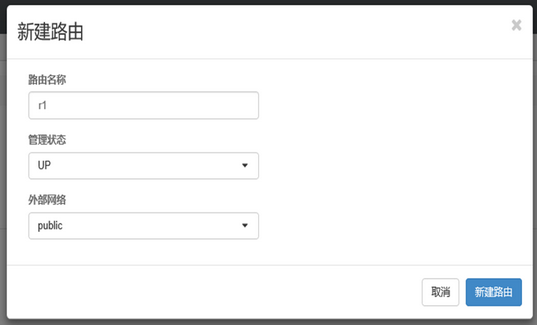 新建路由
×
路由名称
r1
管理状态
UP
外部网络
public
取消 新建路由